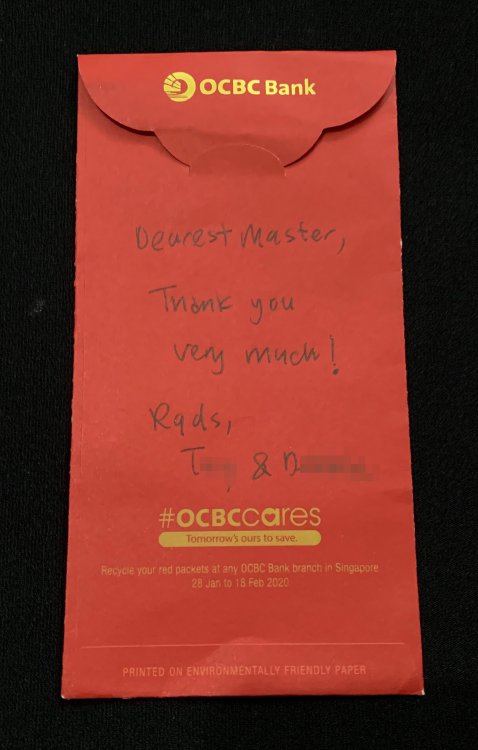 OCBC Bank
Dearest Master,
Thank you
very much!
Rgds,
T & D
#OCBCcares
Tomorrow's ours to save.
Recycle your red packets at any OCBC Bank branch in Singapore
28 Jan to 18 Feb 2020
PRINTED ON ENVIRONMENTALLY FRIENDLY PAPER